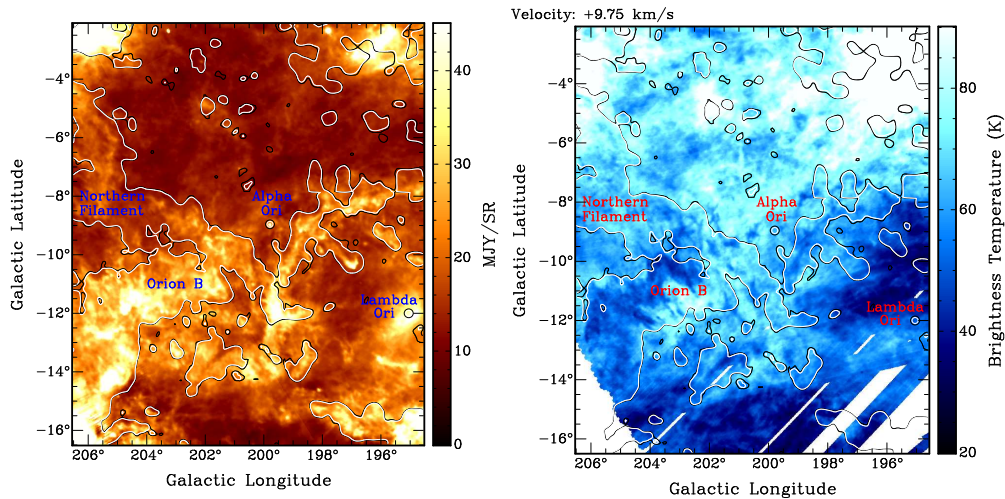 Velocity: +9.75 km/s
−4°
−6°
−8°
−10°
−12°
−14°
−16°
206°
204°
202°
200°
198°
196°
Galactic Longitude
Galactic Latitude
Northern
Filament
Alpha
Ori
Orion B
Lambda
Ori
40
30
20
10
0
MJY/SR
−4°
−6°
−8°
−10°
−12°
−14°
−16°
206°
204°
202°
200°
198°
196°
Galactic Longitude
Galactic Latitude
Northern
Filament
Alpha
Ori
Orion B
Lambda
Ori
80
60
40
20
Brightness Temperature (K)